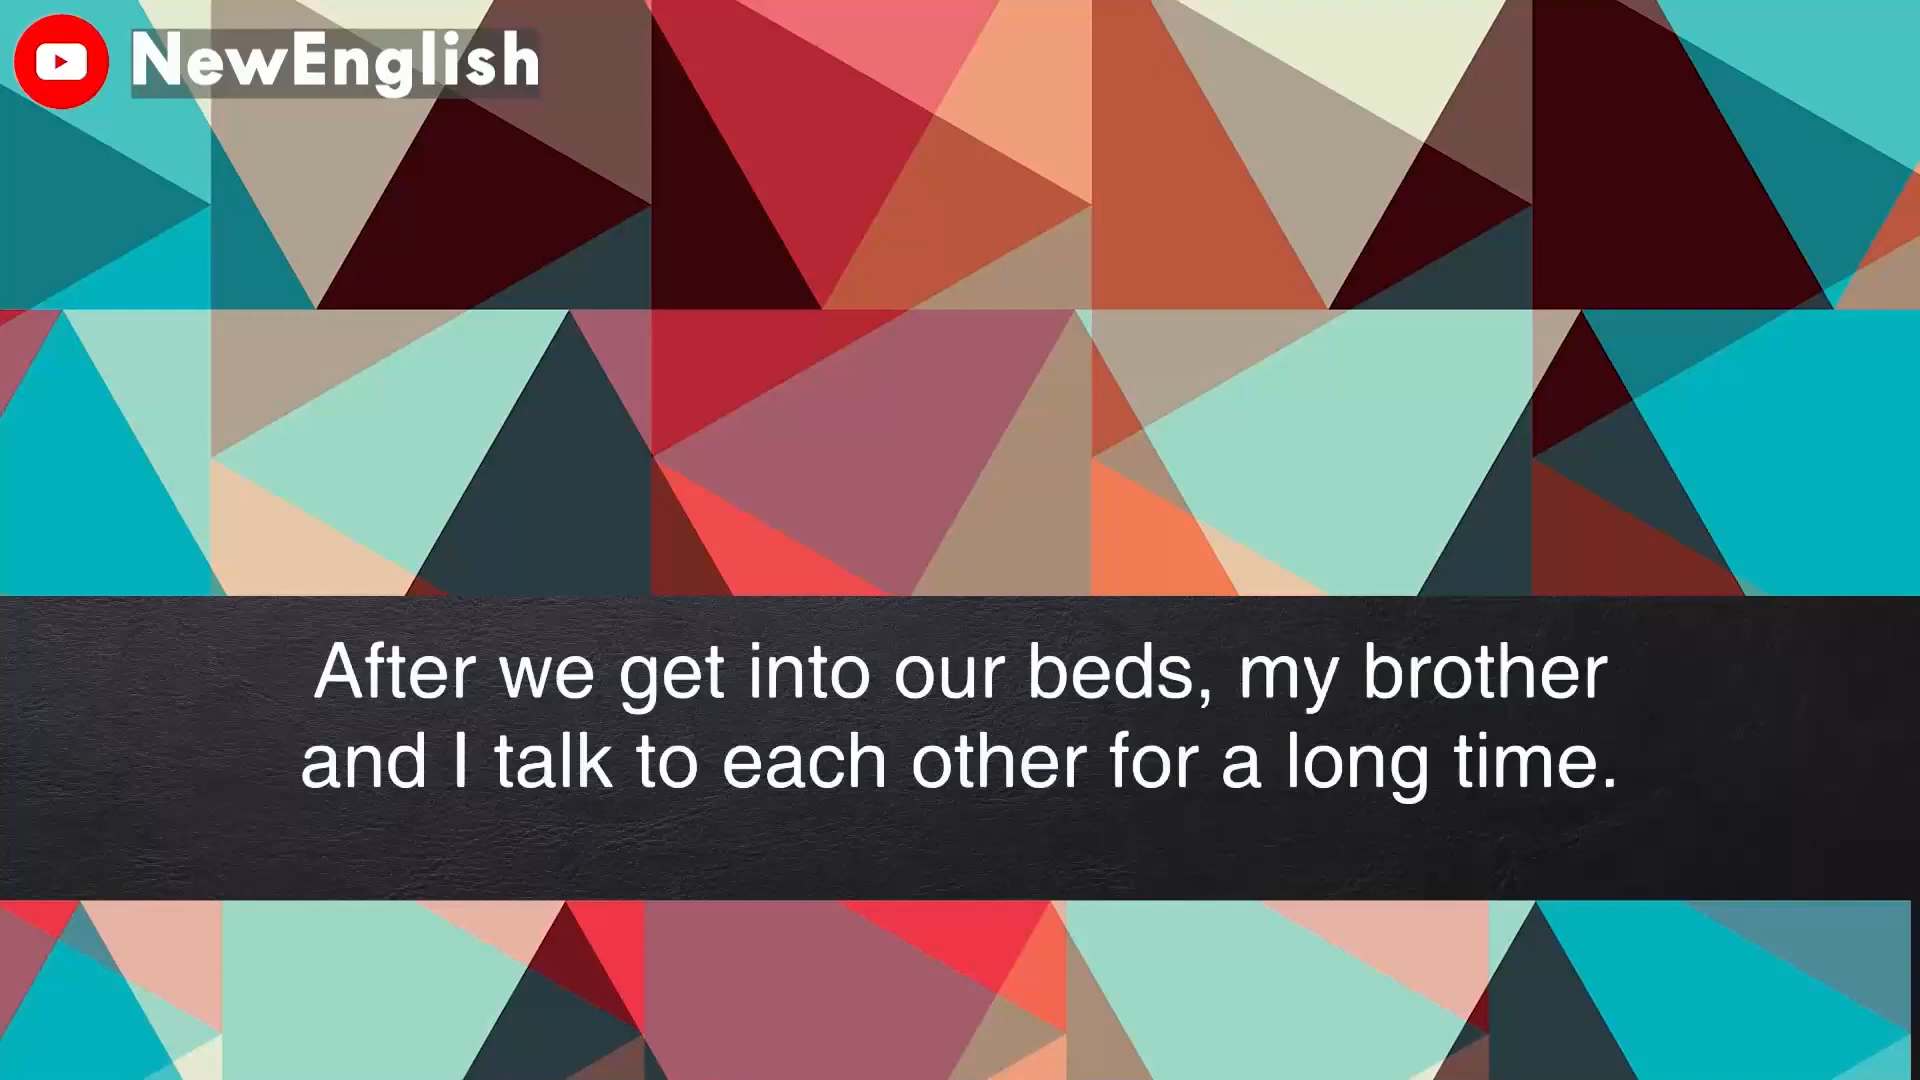 NewEnglish
After we get into our beds, my brother
and I talk to each other for a long time.